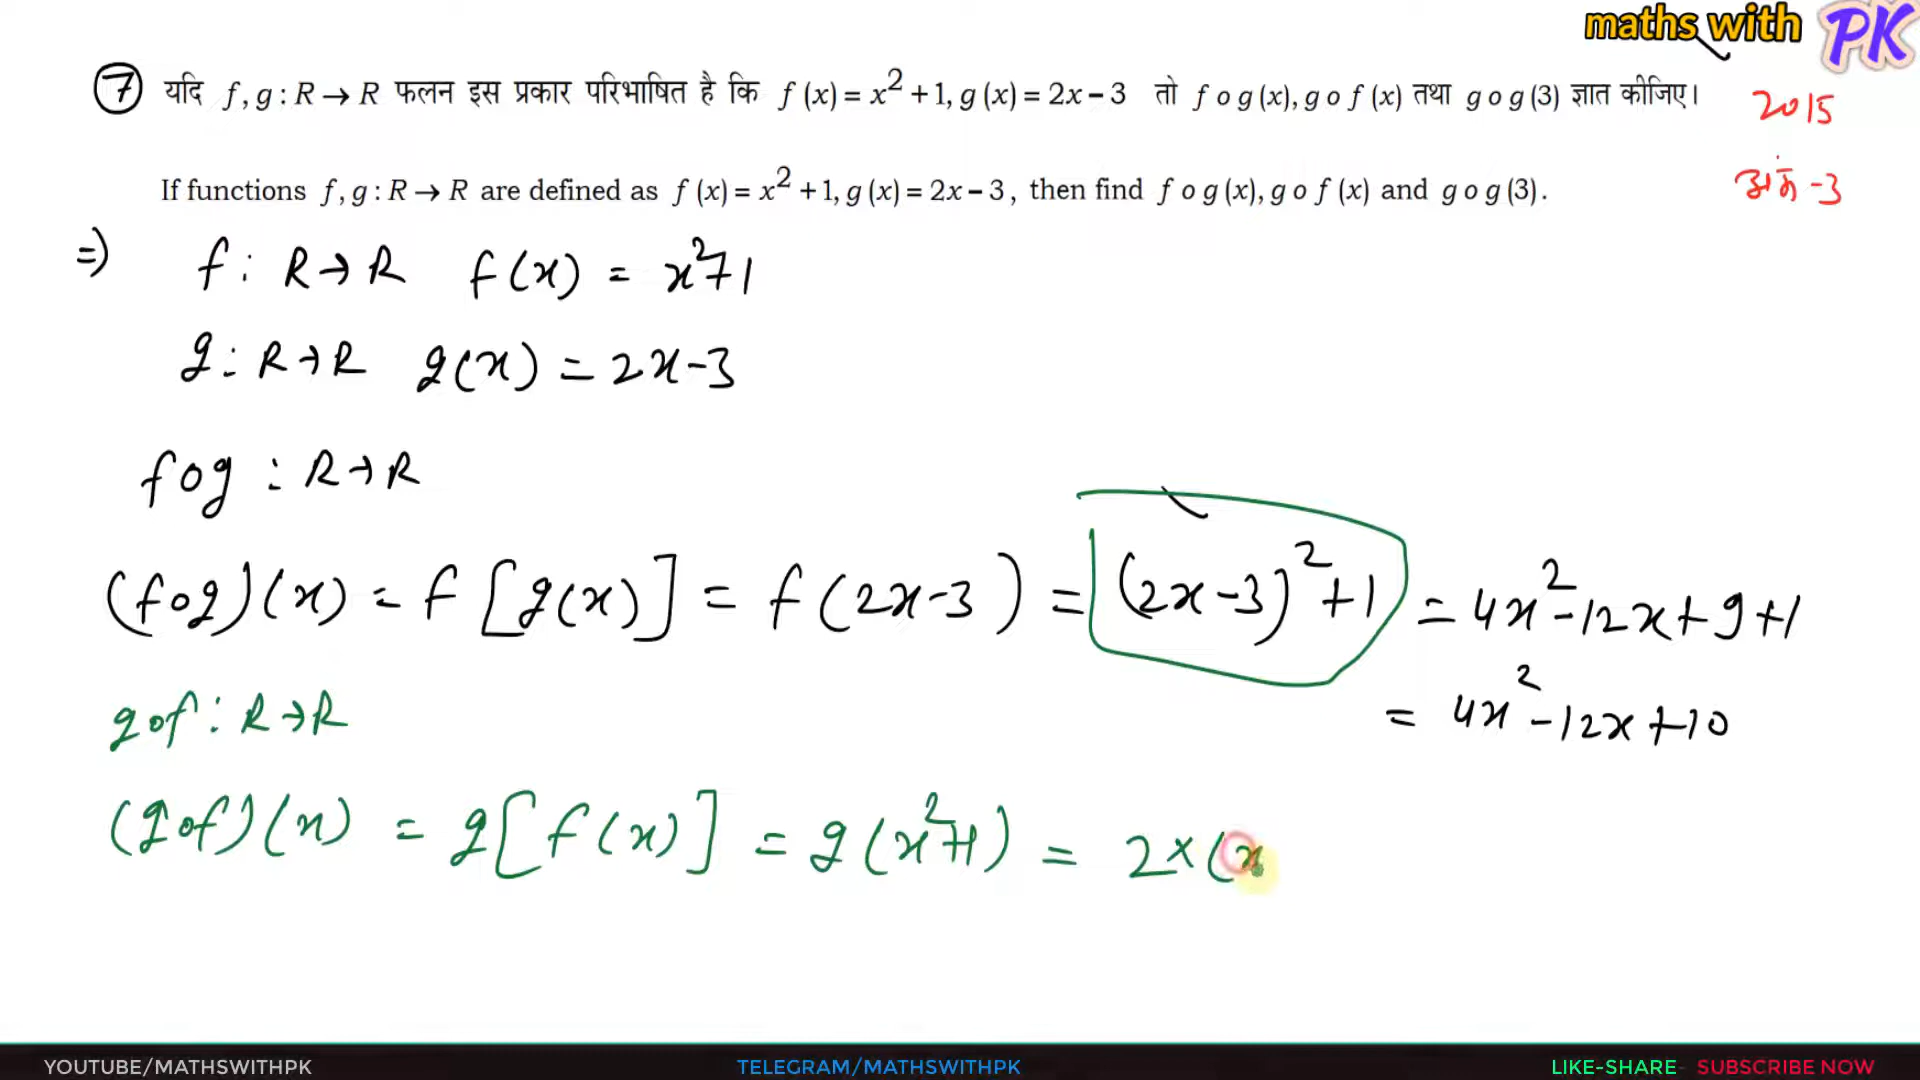 maths with PK
7 यदि f, g : R → R फलन इस प्रकार परिभाषित है कि f (x) = x² + 1, g (x) = 2x − 3 तो f o g (x), g o f (x) तथा g o g (3) ज्ञात कीजिए।
2015
If functions f, g : R → R are defined as f (x) = x² + 1, g (x) = 2x − 3, then find f o g (x), g o f (x) and g o g (3).
अंक -3
=) f : R → R f(x) = x²+1
g : R → R g(x) = 2x-3
fog : R → R
(fog)(x) = f [g(x)] = f(2x-3) = (2x-3)²+1 = 4x²-12x+9+1
= 4x²-12x+10
gof : R → R
(gof)(x) = g[f(x)] = g(x²+1) = 2×(x
YOUTUBE/MATHSWITHPK TELEGRAM/MATHSWITHPK LIKE-SHARE- SUBSCRIBE NOW